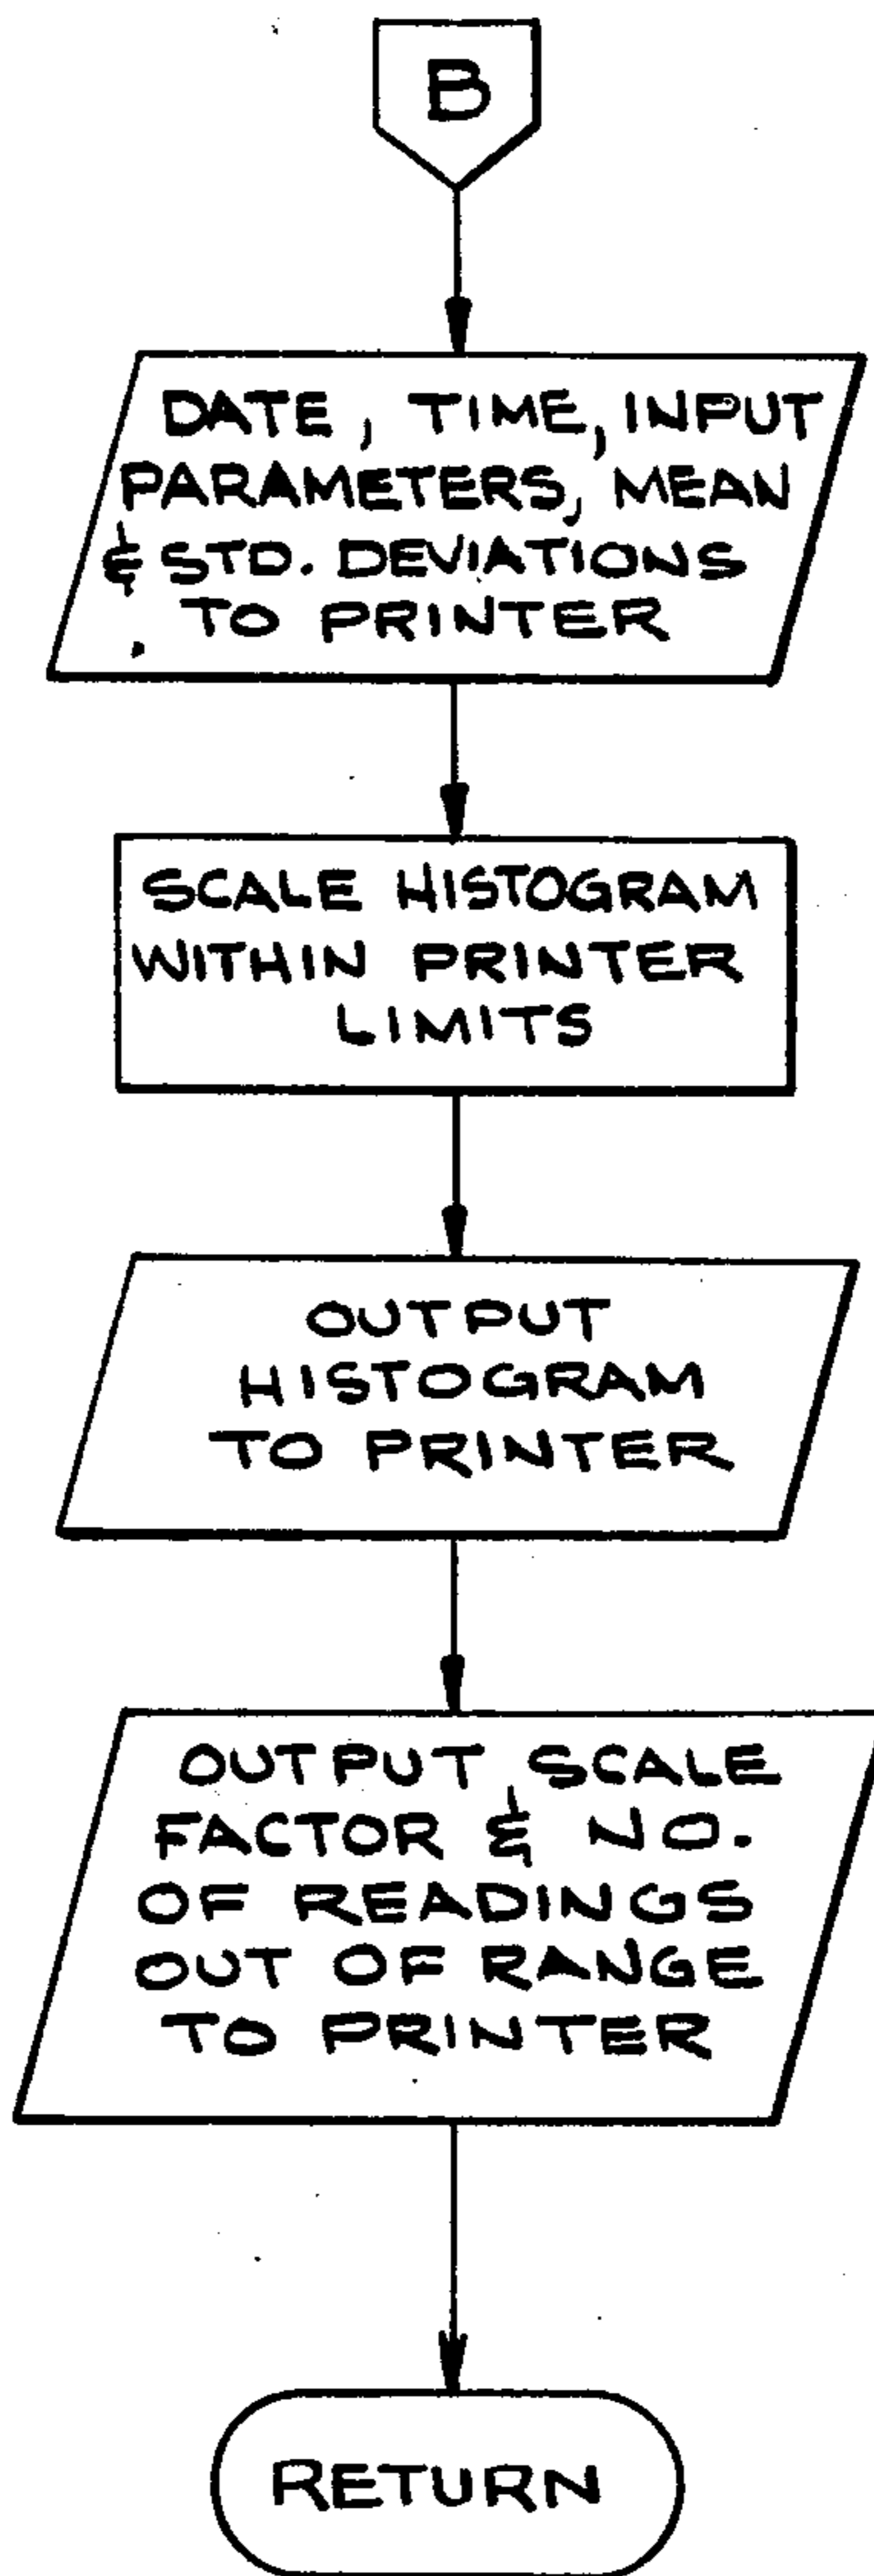 B
DATE, TIME, INPUT
PARAMETERS, MEAN
& STD. DEVIATIONS
TO PRINTER
SCALE HISTOGRAM
WITHIN PRINTER
LIMITS
OUTPUT
HISTOGRAM
TO PRINTER
OUTPUT SCALE
FACTOR & NO.
OF READINGS
OUT OF RANGE
TO PRINTER
RETURN